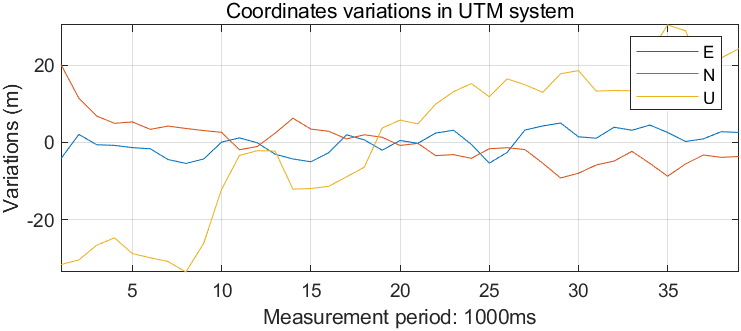 Coordinates variations in UTM system
Variations (m)
20
0
-20
E
N
U
5
10
15
20
25
30
35
Measurement period: 1000ms